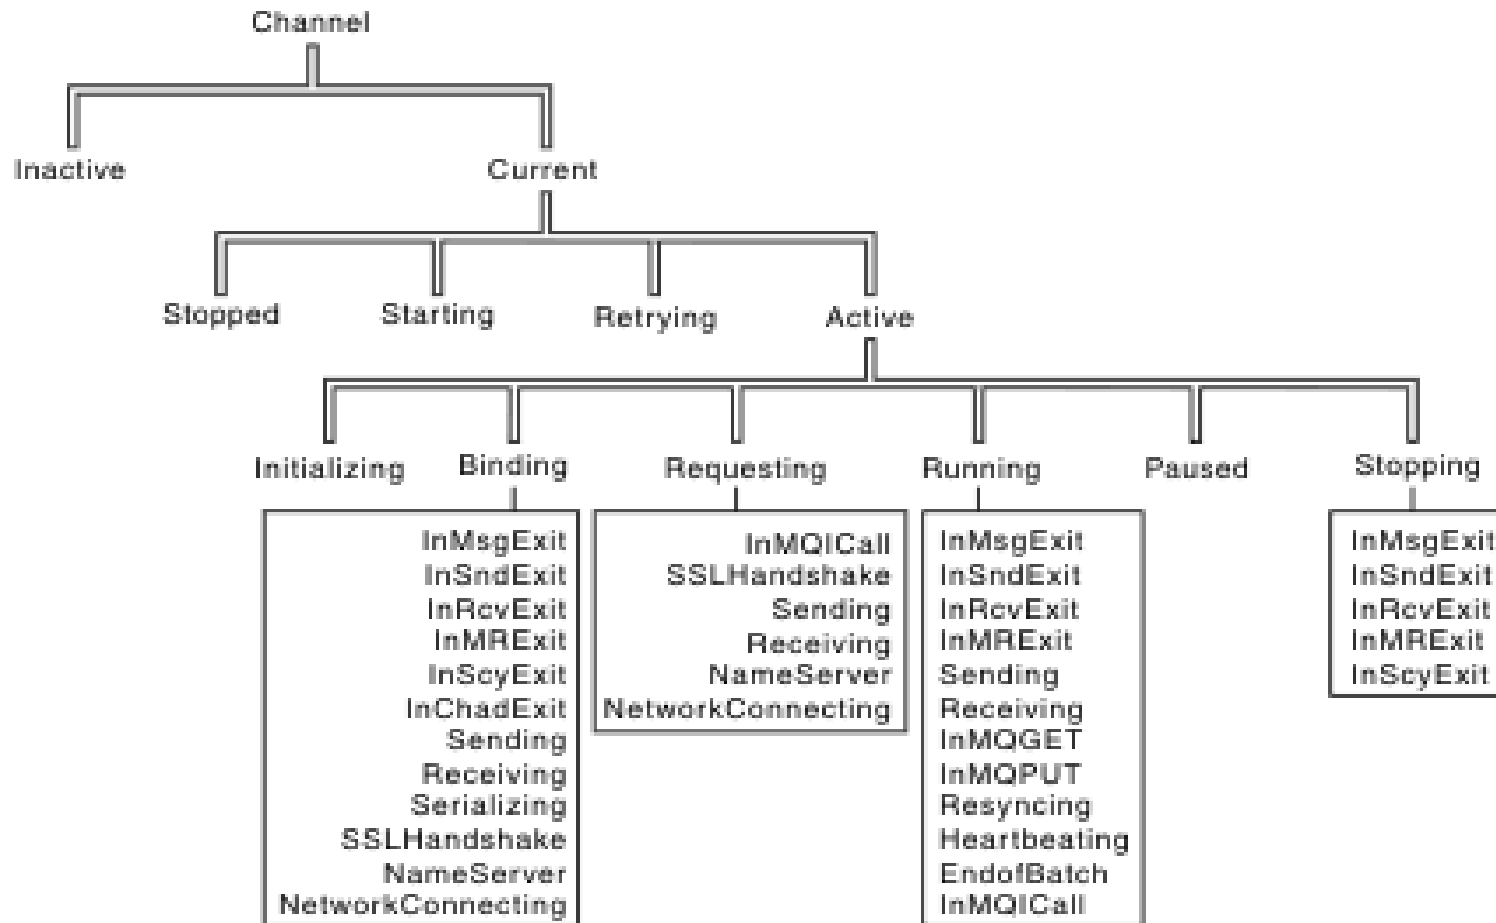 Channel
Inactive
Current
Stopped
Starting
Retrying
Active
Initializing
Binding
Requesting
Running
Paused
Stopping
InMsgExit
InSndExit
InRcvExit
InMRExit
InScyExit
InChadExit
Sending
Receiving
Serializing
SSLHandshake
NameServer
NetworkConnecting
InMQICall
SSLHandshake
Sending
Receiving
NameServer
NetworkConnecting
InMsgExit
InSndExit
InRcvExit
InMRExit
Sending
Receiving
InMQGET
InMQPUT
Resyncing
Heartbeating
EndofBatch
InMQICall
InMsgExit
InSndExit
InRcvExit
InMRExit
InScyExit